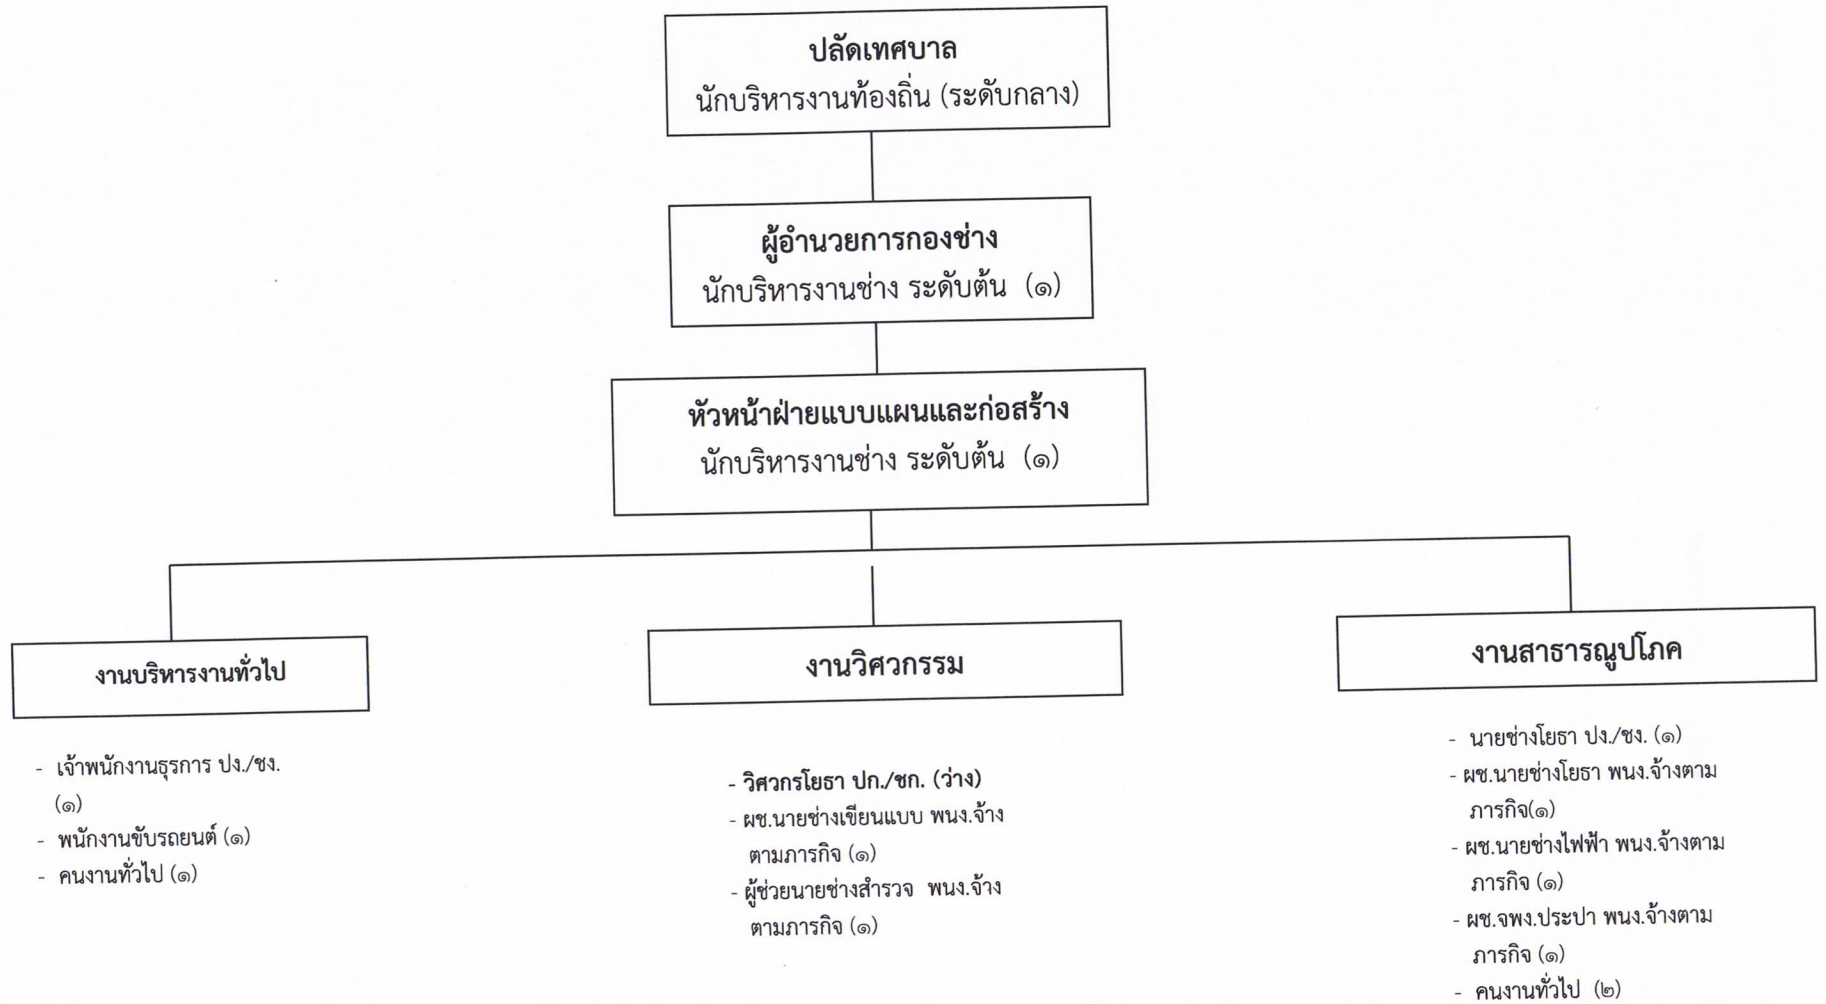 ปลัดเทศบาล
นักบริหารงานท้องถิ่น (ระดับกลาง)
ผู้อำนวยการกองช่าง
นักบริหารงานช่าง ระดับต้น (๑)
หัวหน้าฝ่ายแบบแผนและก่อสร้าง
นักบริหารงานช่าง ระดับต้น (๑)
งานบริหารงานทั่วไป
- เจ้าพนักงานธุรการ ปง./ชง.
(๑)
- พนักงานขับรถยนต์ (๑)
- คนงานทั่วไป (๑)
งานวิศวกรรม
- วิศวกรโยธา ปก./ชก. (ว่าง)
- ผช.นายช่างเขียนแบบ พนง.จ้าง
ตามภารกิจ (๑)
- ผู้ช่วยนายช่างสำรวจ พนง.จ้าง
ตามภารกิจ (๑)
งานสาธารณูปโภค
- นายช่างโยธา ปง./ชง. (๑)
- ผช.นายช่างโยธา พนง.จ้างตาม
ภารกิจ(๑)
- ผช.นายช่างไฟฟ้า พนง.จ้างตาม
ภารกิจ (๑)
- ผช.จพง.ประปา พนง.จ้างตาม
ภารกิจ (๑)
- คนงานทั่วไป (๒)